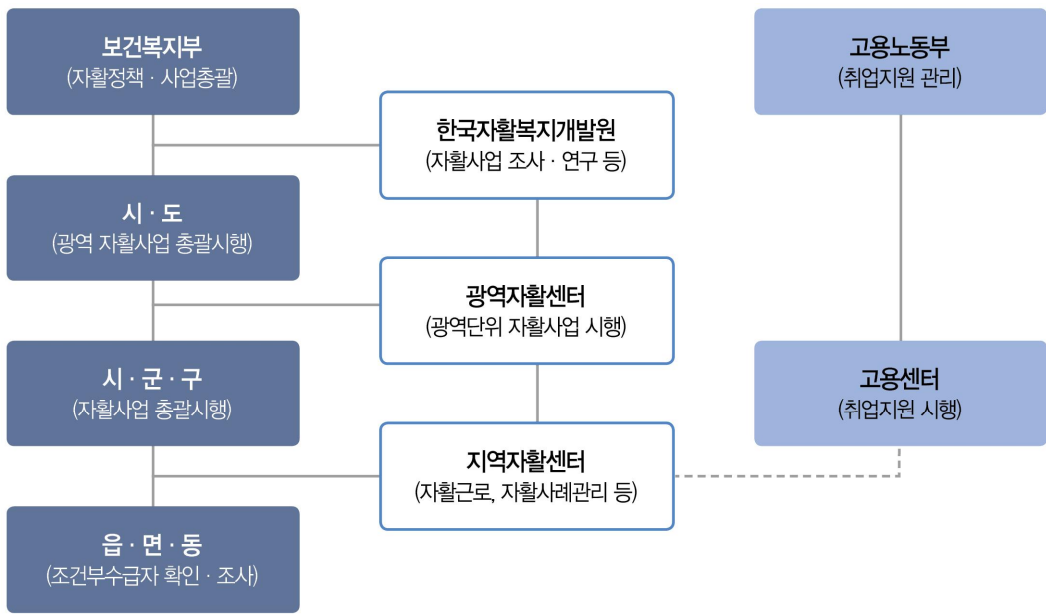 보건복지부
(자활정책 · 사업총괄)
고용노동부
(취업지원 관리)
한국자활복지개발원
(자활사업 조사 · 연구 등)
시 · 도
(광역 자활사업 총괄시행)
광역자활센터
(광역단위 자활사업 시행)
시 · 군 · 구
(자활사업 총괄시행)
고용센터
(취업지원 시행)
지역자활센터
(자활근로, 자활사례관리 등)
읍 · 면 · 동
(조건부수급자 확인 · 조사)